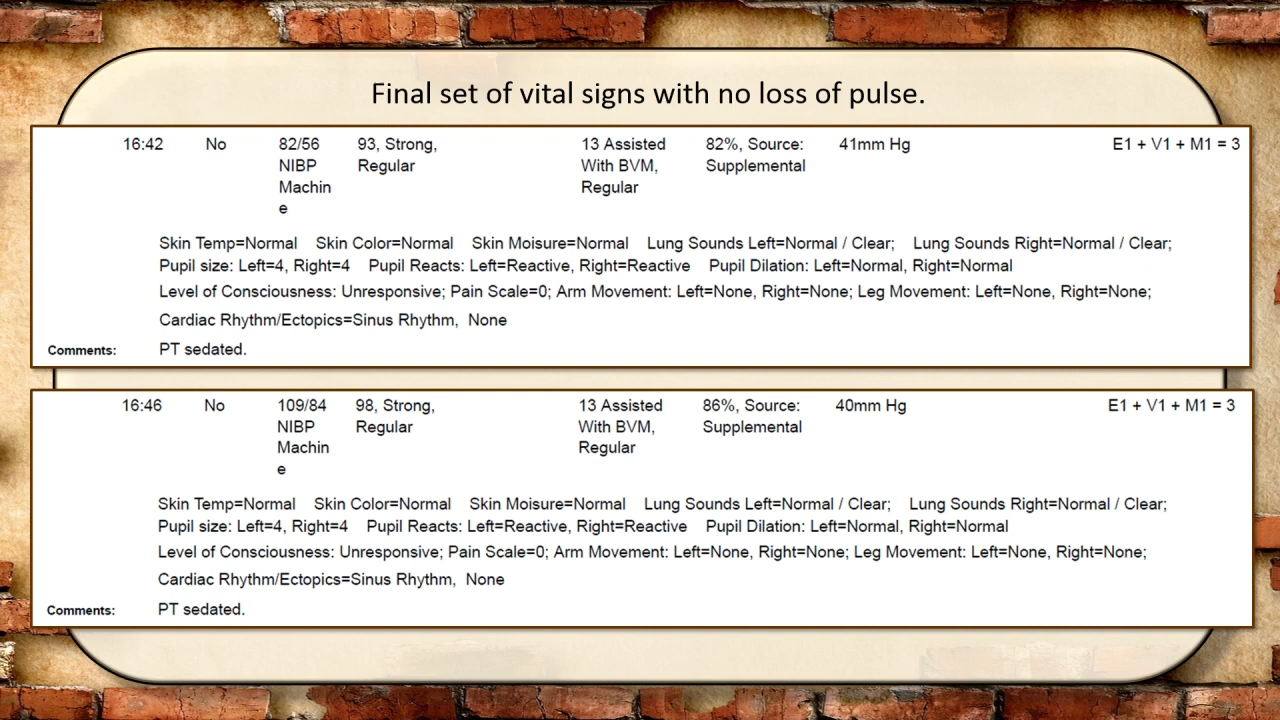 Final set of vital signs with no loss of pulse.
16:42 No 82/56 93, Strong, 13 Assisted 82%, Source: 41mm Hg E1 + V1 + M1 = 3
NIBP Regular With BVM, Supplemental
Machin Regular
e
Skin Temp=Normal Skin Color=Normal Skin Moisure=Normal Lung Sounds Left=Normal / Clear; Lung Sounds Right=Normal / Clear;
Pupil size: Left=4, Right=4 Pupil Reacts: Left=Reactive, Right=Reactive Pupil Dilation: Left=Normal, Right=Normal
Level of Consciousness: Unresponsive; Pain Scale=0; Arm Movement: Left=None, Right=None; Leg Movement: Left=None, Right=None;
Cardiac Rhythm/Ectopics=Sinus Rhythm, None
Comments: PT sedated.
16:46 No 109/84 98, Strong, 13 Assisted 86%, Source: 40mm Hg E1 + V1 + M1 = 3
NIBP Regular With BVM, Supplemental
Machin Regular
e
Skin Temp=Normal Skin Color=Normal Skin Moisure=Normal Lung Sounds Left=Normal / Clear; Lung Sounds Right=Normal / Clear;
Pupil size: Left=4, Right=4 Pupil Reacts: Left=Reactive, Right=Reactive Pupil Dilation: Left=Normal, Right=Normal
Level of Consciousness: Unresponsive; Pain Scale=0; Arm Movement: Left=None, Right=None; Leg Movement: Left=None, Right=None;
Cardiac Rhythm/Ectopics=Sinus Rhythm, None
Comments: PT sedated.